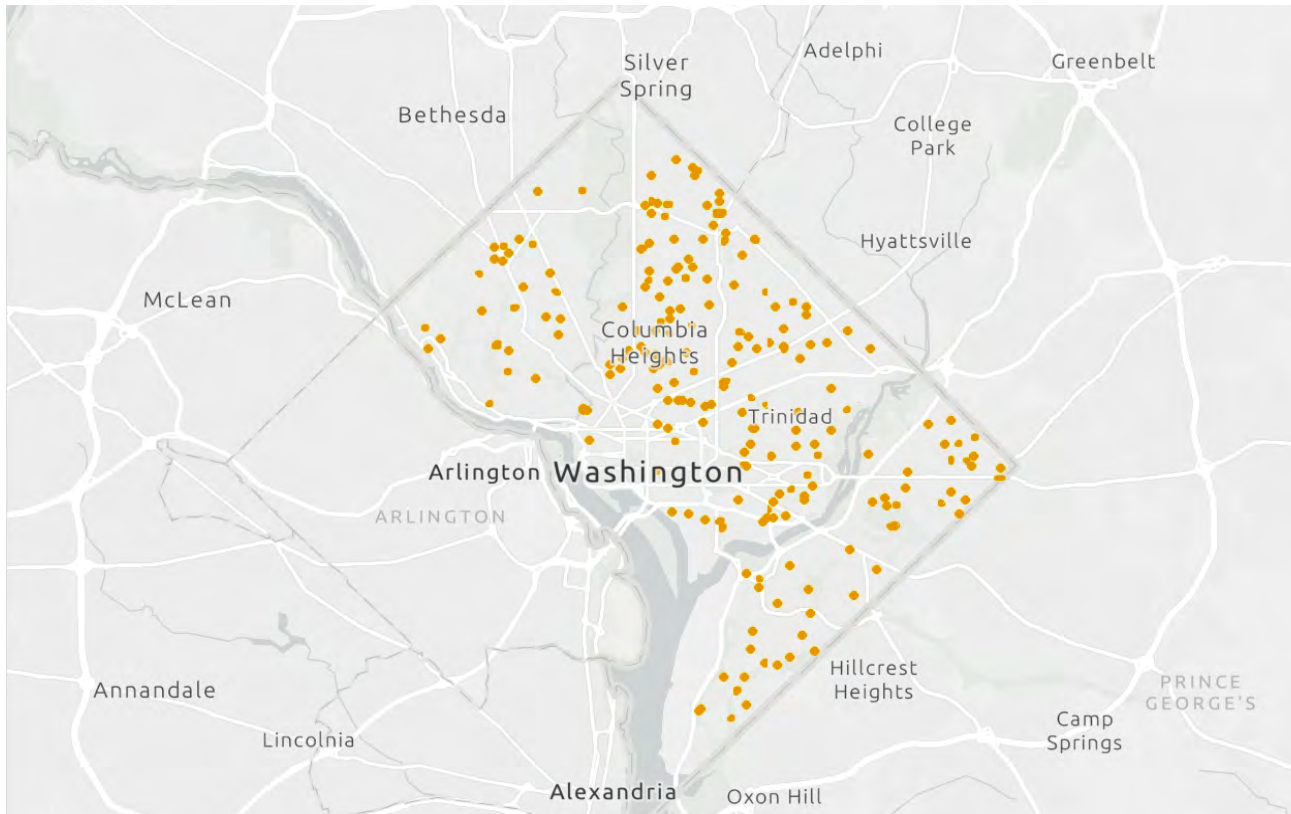 Adelphi
Silver
Spring
Greenbelt
Bethesda
College
Park
Hyattsville
McLean
Columbia
Heights
Trinidad
Arlington
Washington
ARLINGTON
Hillcrest
Heights
PRINCE
GEORGE'S
Annandale
Camp
Springs
Lincolnia
Alexandria
Oxon Hill